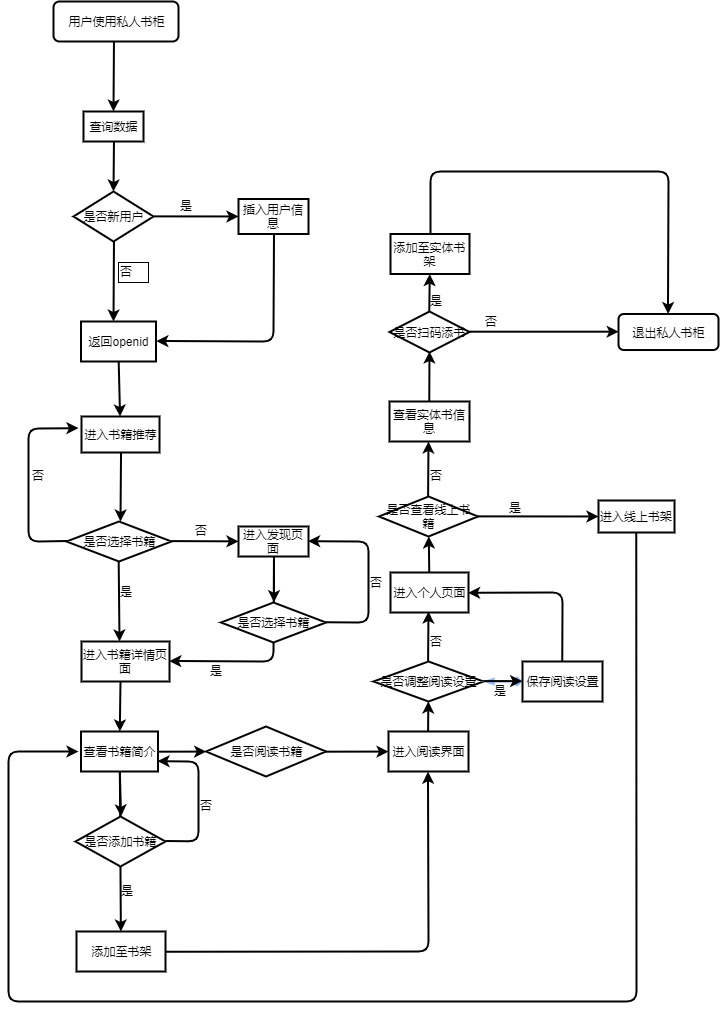 用户使用私人书柜
查询数据
是否新用户
是
插入用户信
息
否
返回openid
进入书籍推荐
否
是否选择书籍
否
进入发现页
面
否
是
是否选择书籍
是
进入书籍详情页
面
查看书籍简介
是否阅读书籍
否
是否添加书籍
是
添加至书架
进入阅读界面
是否调整阅读设置
是
保存阅读设置
否
进入个人页面
是否查看线上书
籍
是
进入线上书架
否
查看实体书信
息
是否扫码添书
否
退出私人书柜
是
添加至实体书
架